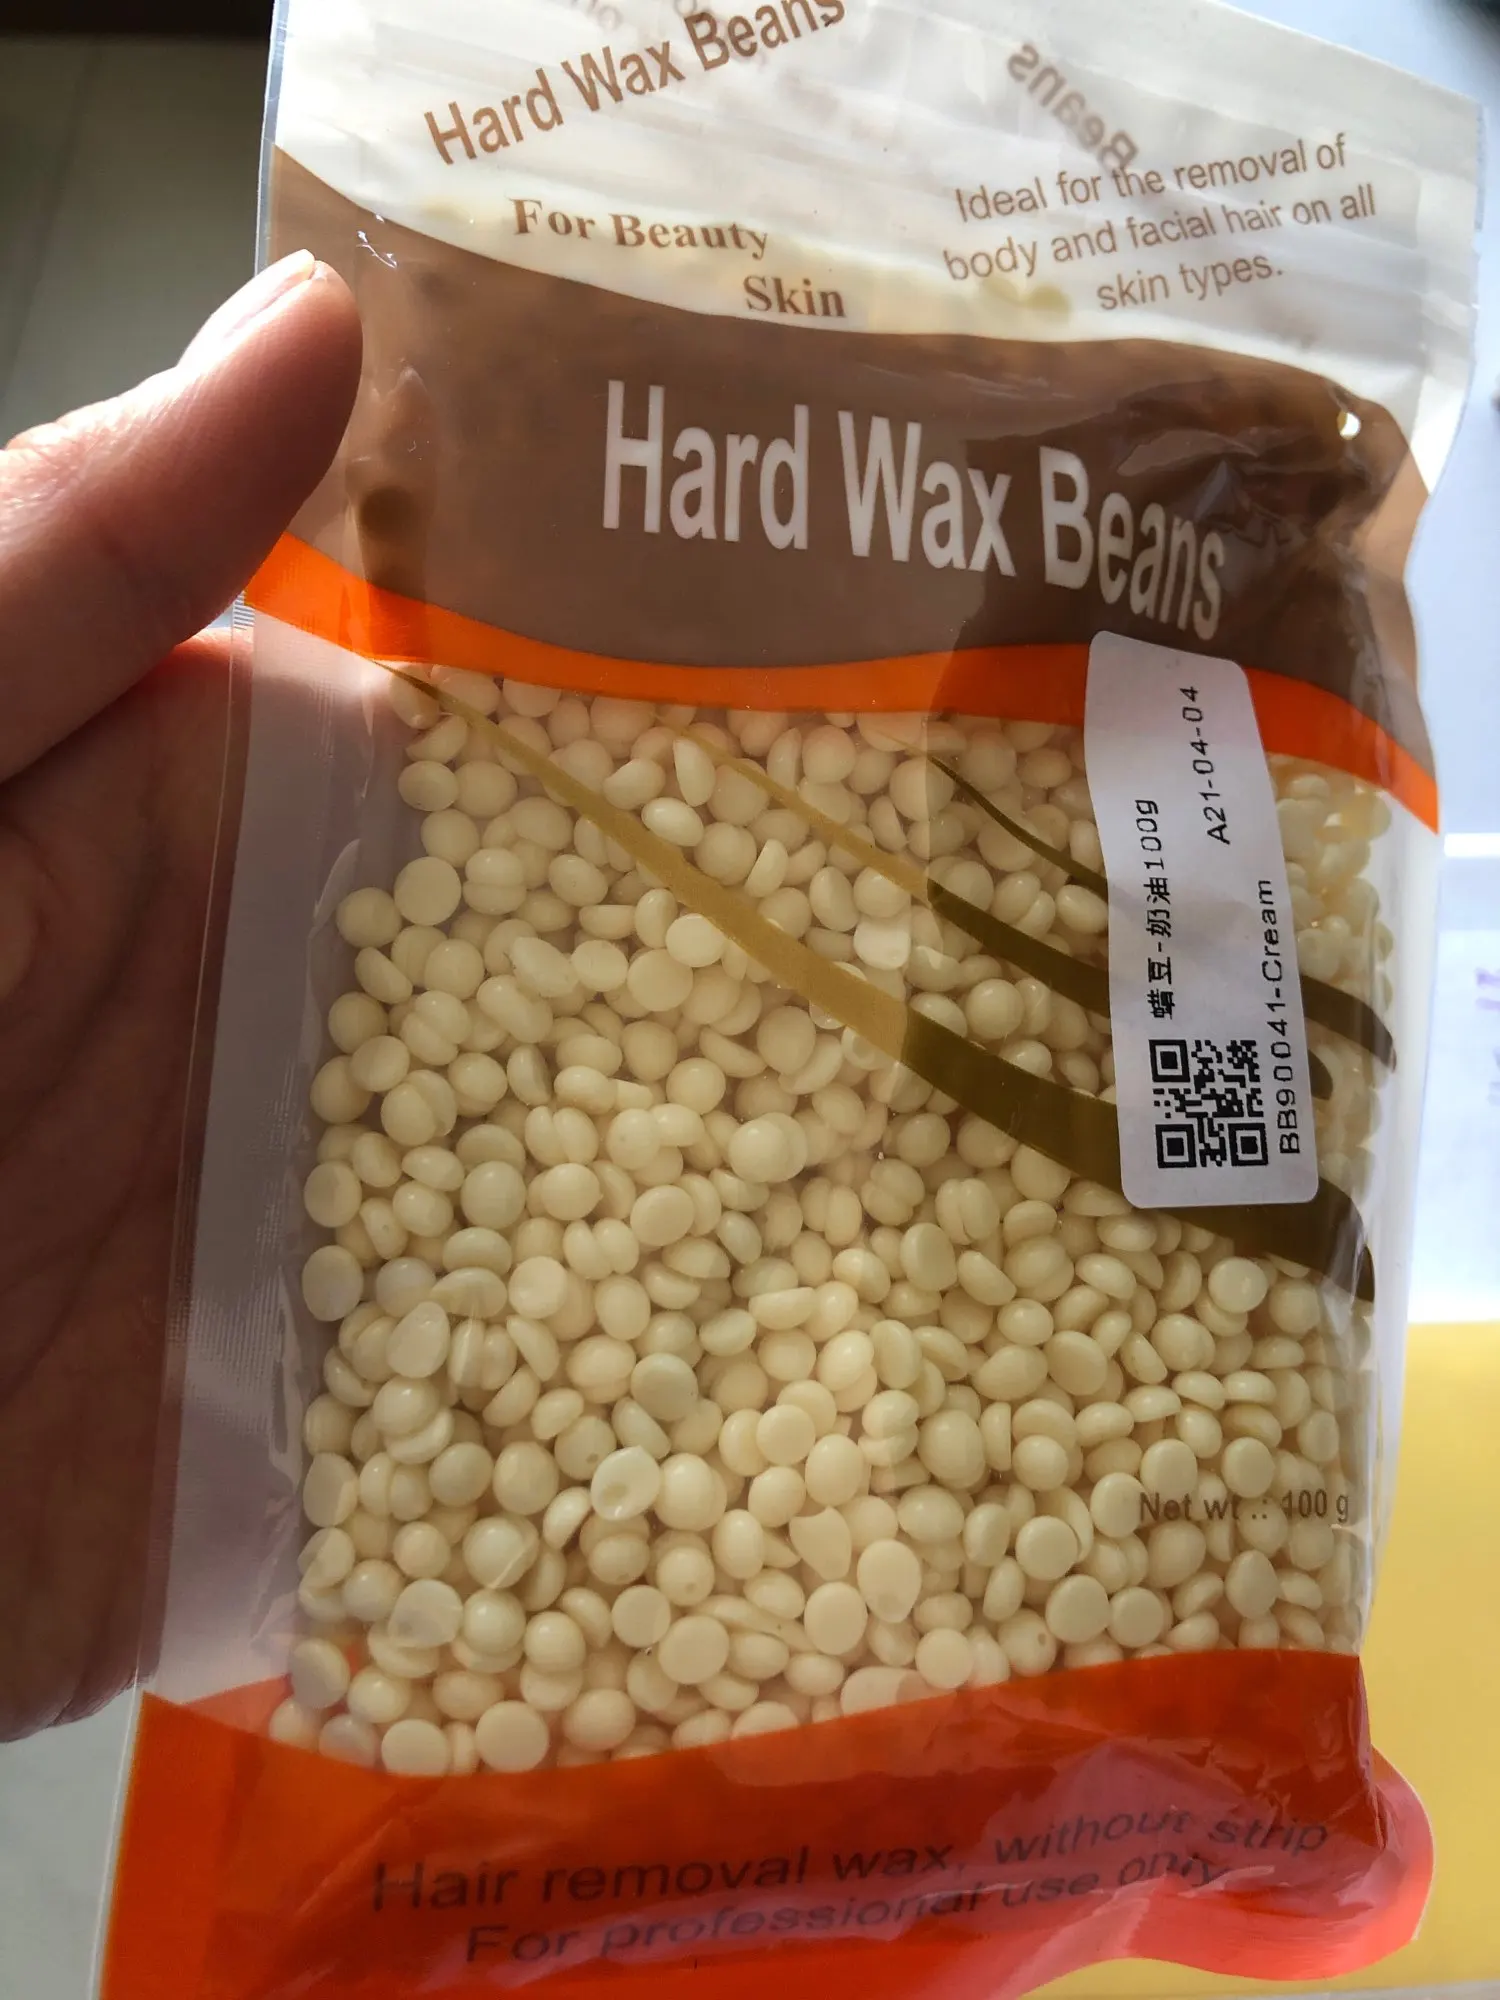 Hard Wax Beans
Beans
For Beauty
Skin
Ideal for the removal of
body and facial hair on all
skin types.
Hard Wax Beans
蜡豆-奶油100g
A21-04-04
BB90041-Cream
Net wt.: 100 g
Hair removal wax, without strip
For professional use only.